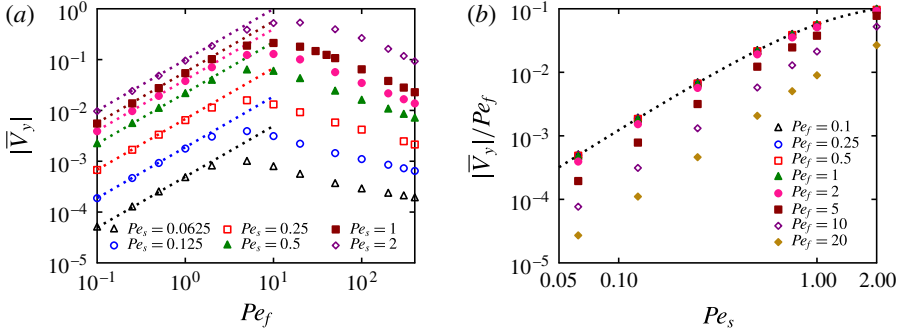 (a)
|V̅y|
10^0
10^-1
10^-2
10^-3
10^-4
10^-5
10^-1 10^0 10^1 10^2
Pe_f
Pe_s = 0.0625 Pe_s = 0.25 Pe_s = 1
Pe_s = 0.125 Pe_s = 0.5 Pe_s = 2
(b)
|V̅y|/Pe_f
10^-1
10^-2
10^-3
10^-4
10^-5
0.05 0.10 1.00 2.00
Pe_s
Pe_f = 0.1
Pe_f = 0.25
Pe_f = 0.5
Pe_f = 1
Pe_f = 2
Pe_f = 5
Pe_f = 10
Pe_f = 20